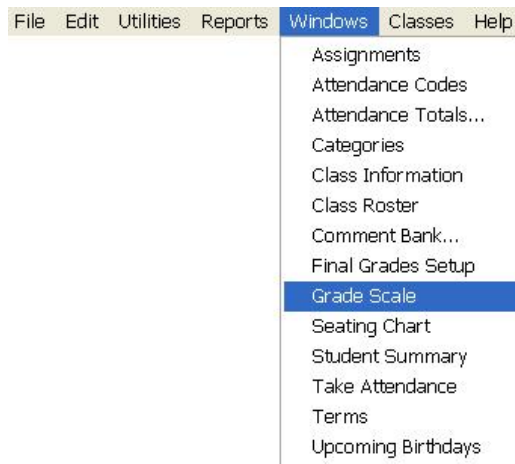 File Edit Utilities Reports Windows Classes Help
Assignments
Attendance Codes
Attendance Totals...
Categories
Class Information
Class Roster
Comment Bank...
Final Grades Setup
Grade Scale
Seating Chart
Student Summary
Take Attendance
Terms
Upcoming Birthdays